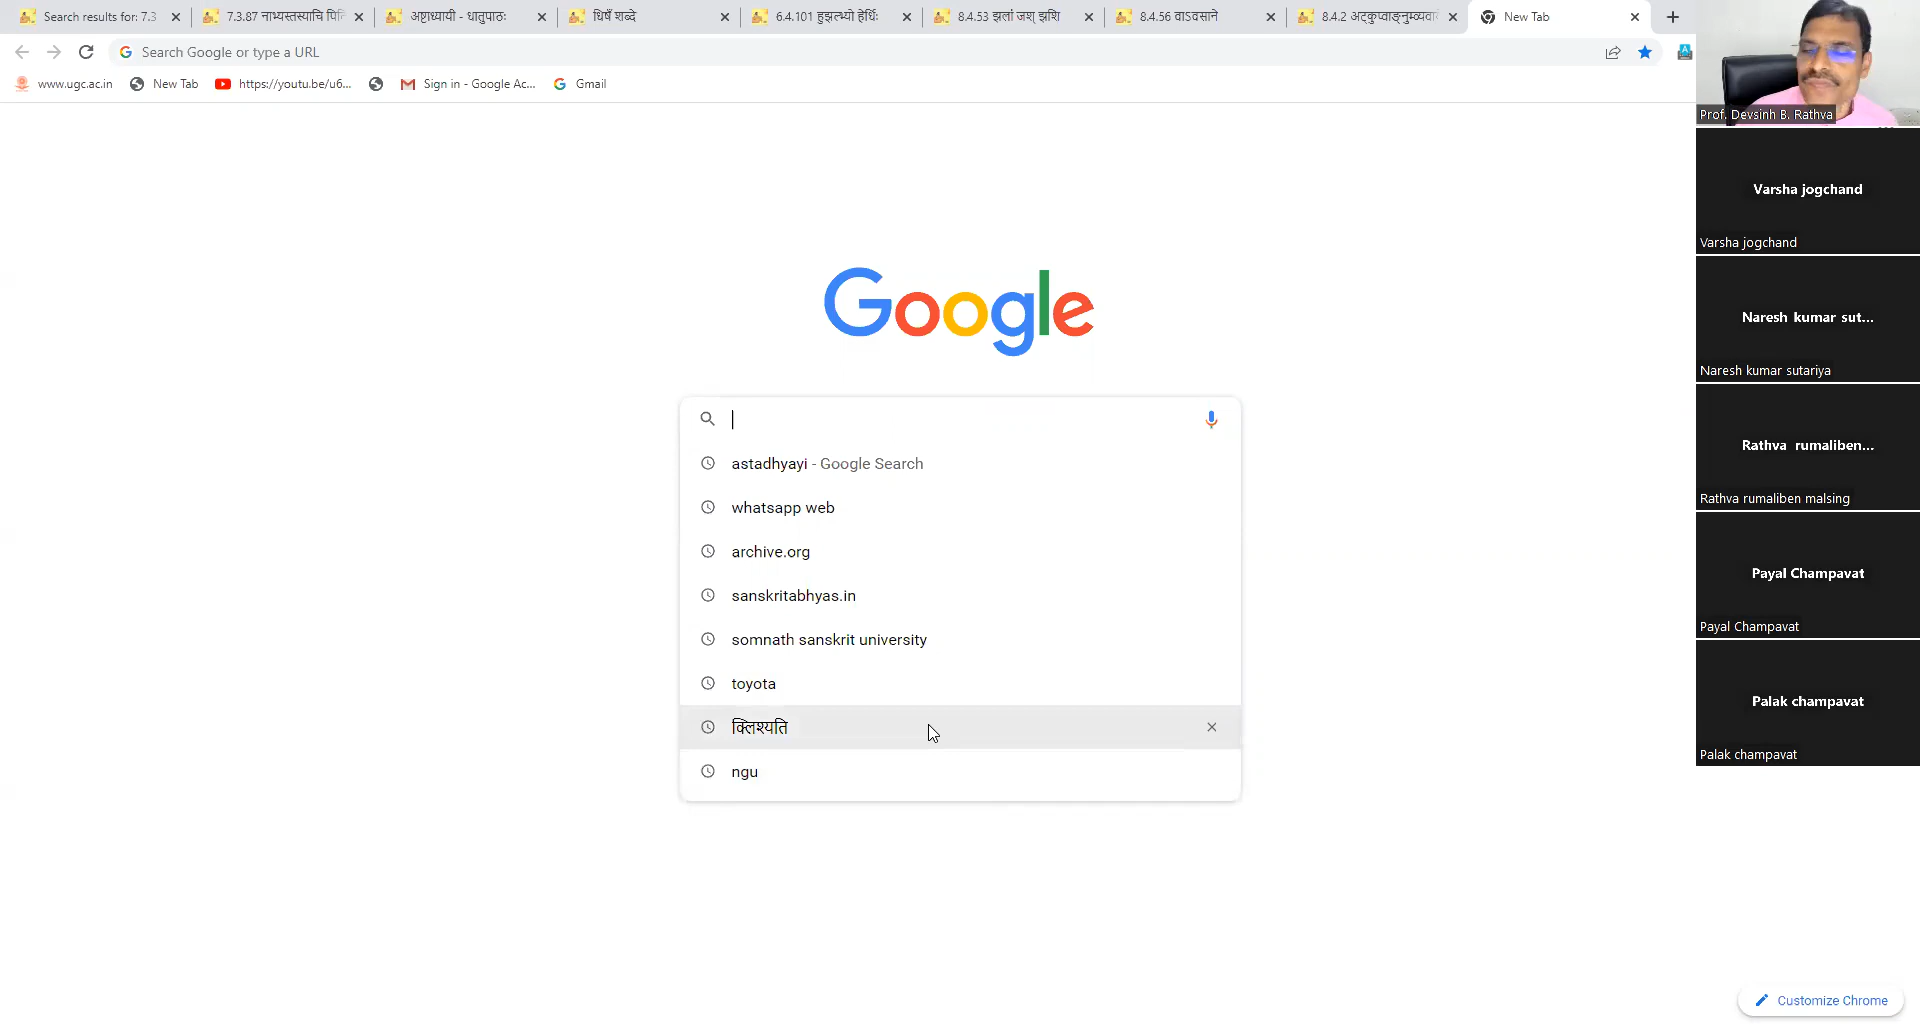 Search results for: 7.3
7.3.87 नाभ्यस्तस्याचि पिति
अष्टाध्यायी - धातुपाठः
धिषँ शब्दे
6.4.101 हुझल्भ्यो हेर्धिः
8.4.53 झलां जश् झशि
8.4.56 वाऽवसाने
8.4.2 अट्कुप्वाङ्नुम्व्यवा
New Tab
Search Google or type a URL
www.ugc.ac.in
New Tab
https://youtu.be/u6...
Sign in - Google Ac...
Gmail
Google
astadhyayi - Google Search
whatsapp web
archive.org
sanskritabhyas.in
somnath sanskrit university
toyota
क्लिश्यति
ngu
Customize Chrome
Prof. Devsinh B. Rathva
Varsha jogchand
Varsha jogchand
Naresh kumar sut...
Naresh kumar sutariya
Rathva rumaliben...
Rathva rumaliben malsing
Payal Champavat
Payal Champavat
Palak champavat
Palak champavat